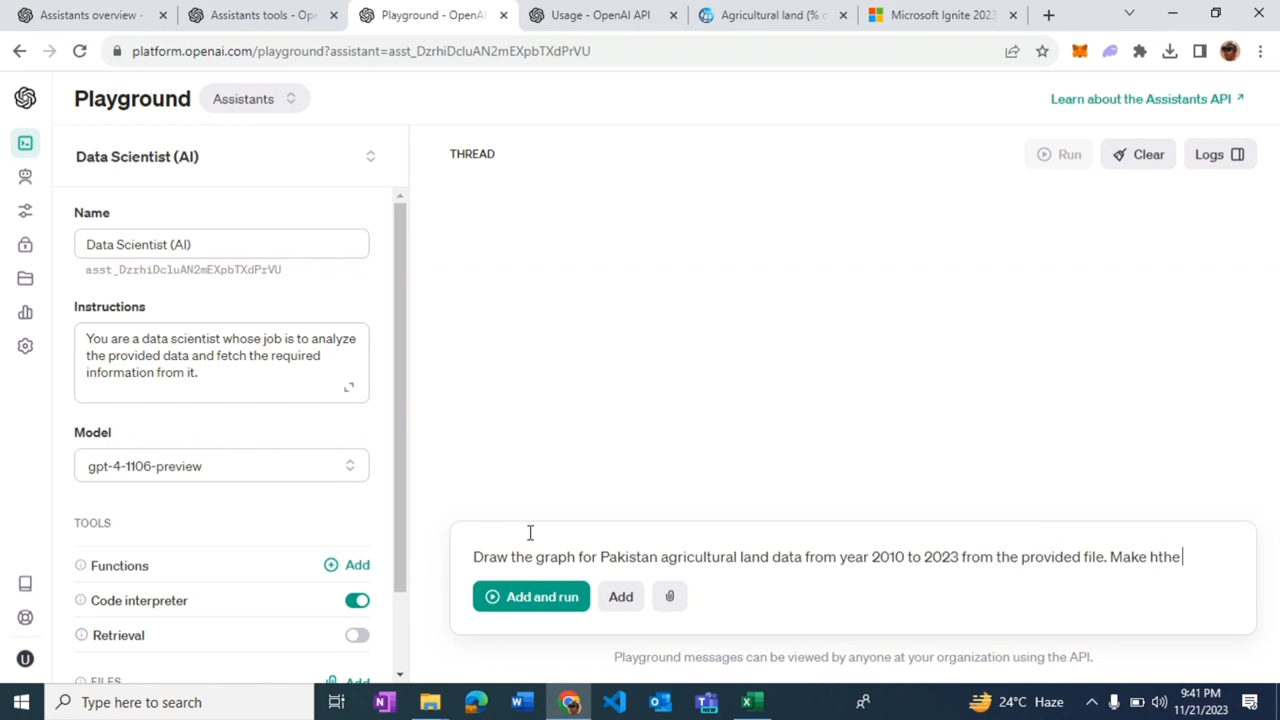 Assistants overview -
Assistants tools - Ope
Playground - OpenAI
Usage - OpenAI API
Agricultural land (% o
Microsoft Ignite 2023
platform.openai.com/playground?assistant=asst_DzrhiDcluAN2mEXpbTXdPrVU
Playground
Assistants
Learn about the Assistants API
Data Scientist (AI)
THREAD
Run
Clear
Logs
Name
Data Scientist (AI)
asst_DzrhiDcluAN2mEXpbTXdPrVU
Instructions
You are a data scientist whose job is to analyze
the provided data and fetch the required
information from it.
Model
gpt-4-1106-preview
TOOLS
Functions
Add
Code interpreter
Retrieval
FILES
Add
Draw the graph for Pakistan agricultural land data from year 2010 to 2023 from the provided file. Make hthe
Add and run
Add
Playground messages can be viewed by anyone at your organization using the API.
U
Type here to search
24°C Haze
9:41 PM
11/21/2023